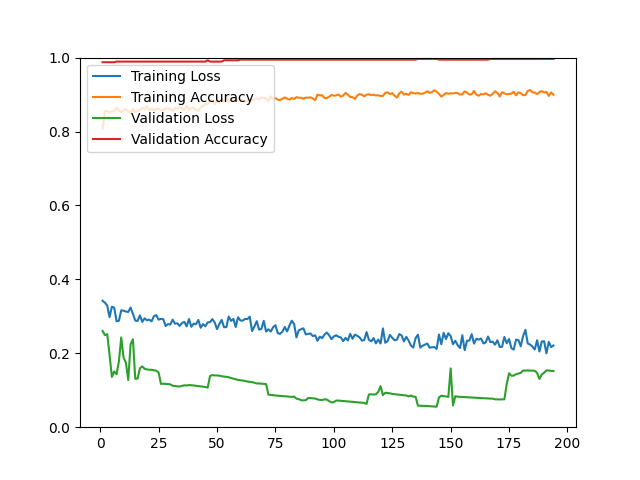 1.0
0.8
0.6
0.4
0.2
0.0
Training Loss
Training Accuracy
Validation Loss
Validation Accuracy
0 25 50 75 100 125 150 175 200